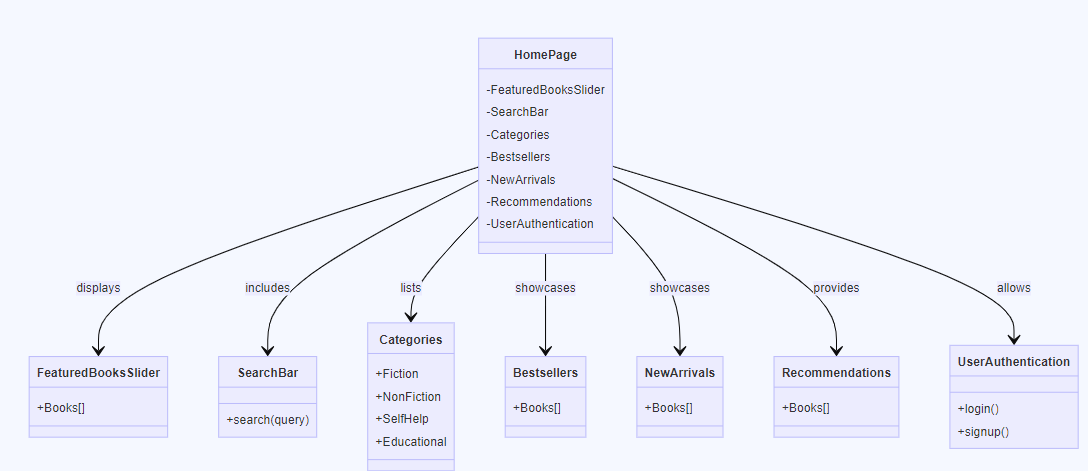 HomePage
-FeaturedBooksSlider
-SearchBar
-Categories
-Bestsellers
-NewArrivals
-Recommendations
-UserAuthentication
displays
includes
lists
showcases
showcases
provides
allows
FeaturedBooksSlider
+Books[]
SearchBar
+search(query)
Categories
+Fiction
+NonFiction
+SelfHelp
+Educational
Bestsellers
+Books[]
NewArrivals
+Books[]
Recommendations
+Books[]
UserAuthentication
+login()
+signup()